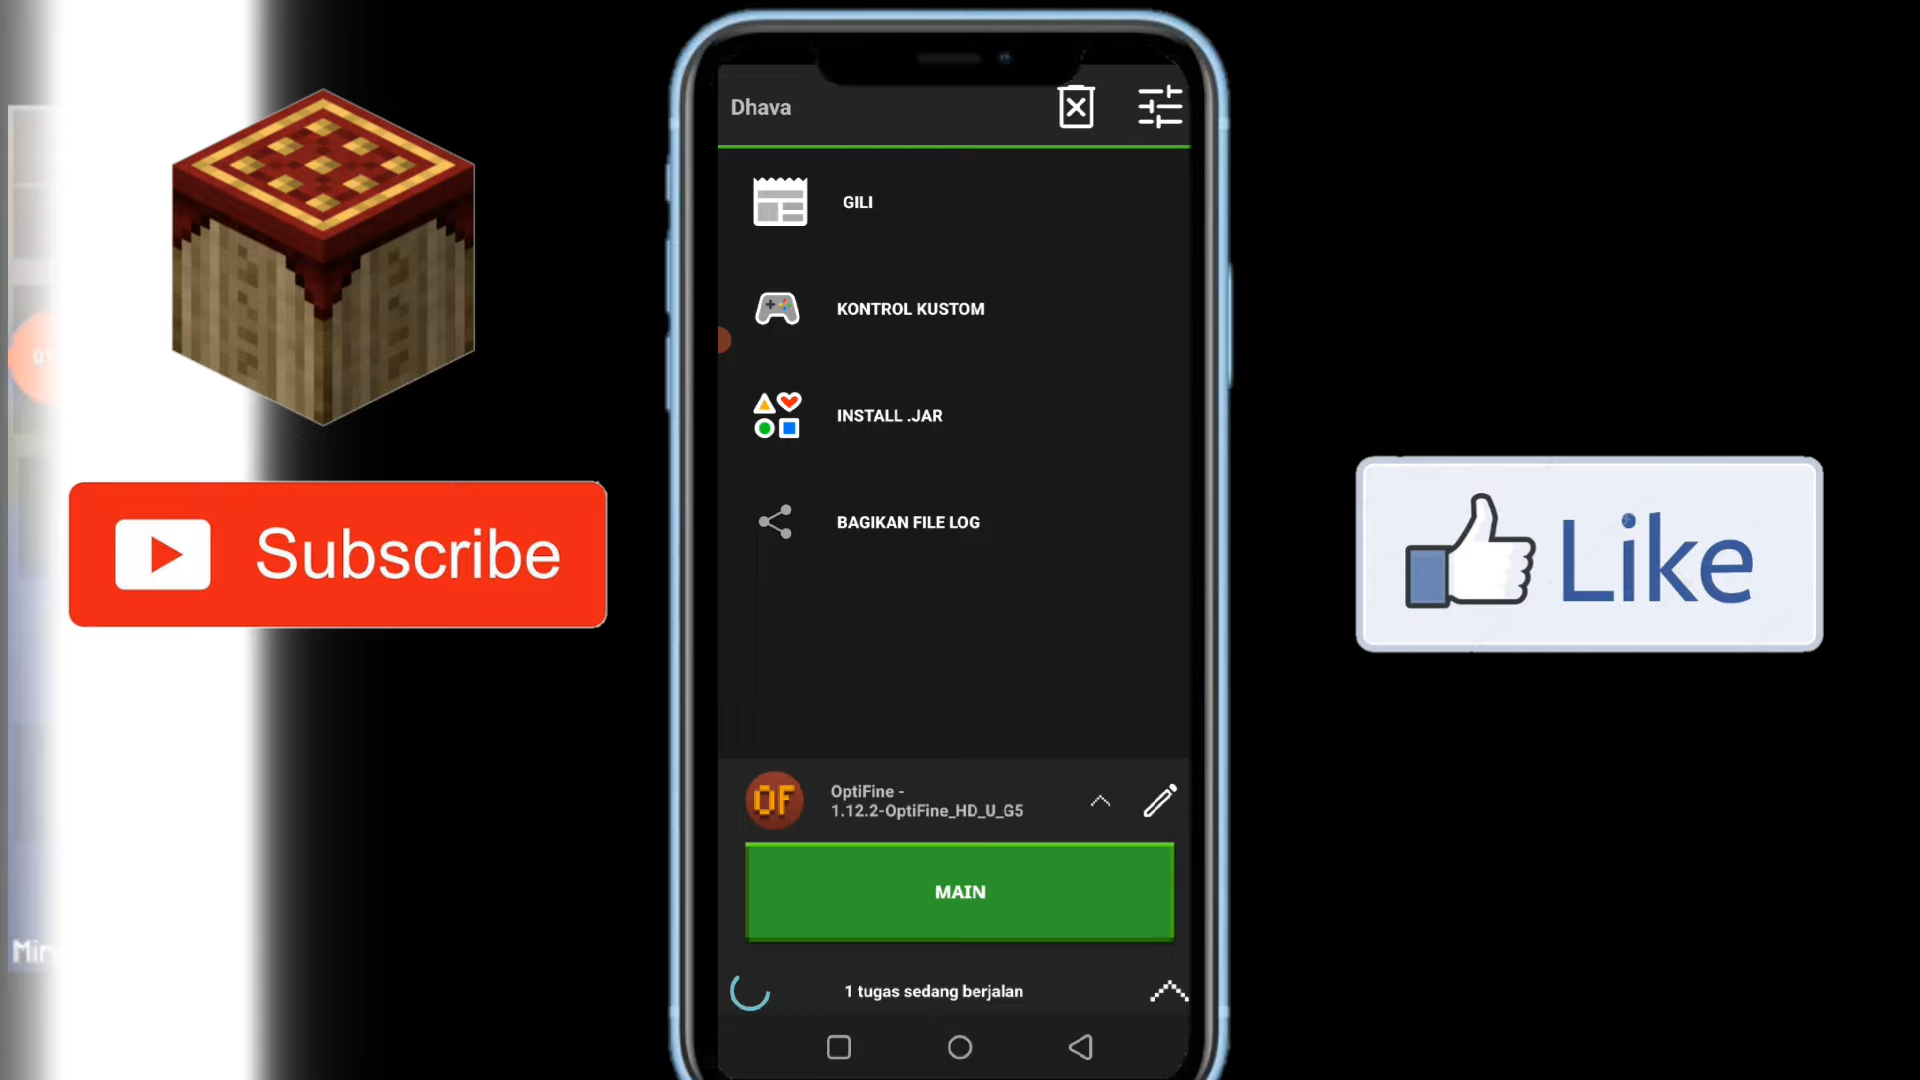 Dhava
GILI
KONTROL KUSTOM
INSTALL .JAR
BAGIKAN FILE LOG
Subscribe
Like
OF
OptiFine -
1.12.2-OptiFine_HD_U_G5
MAIN
1 tugas sedang berjalan